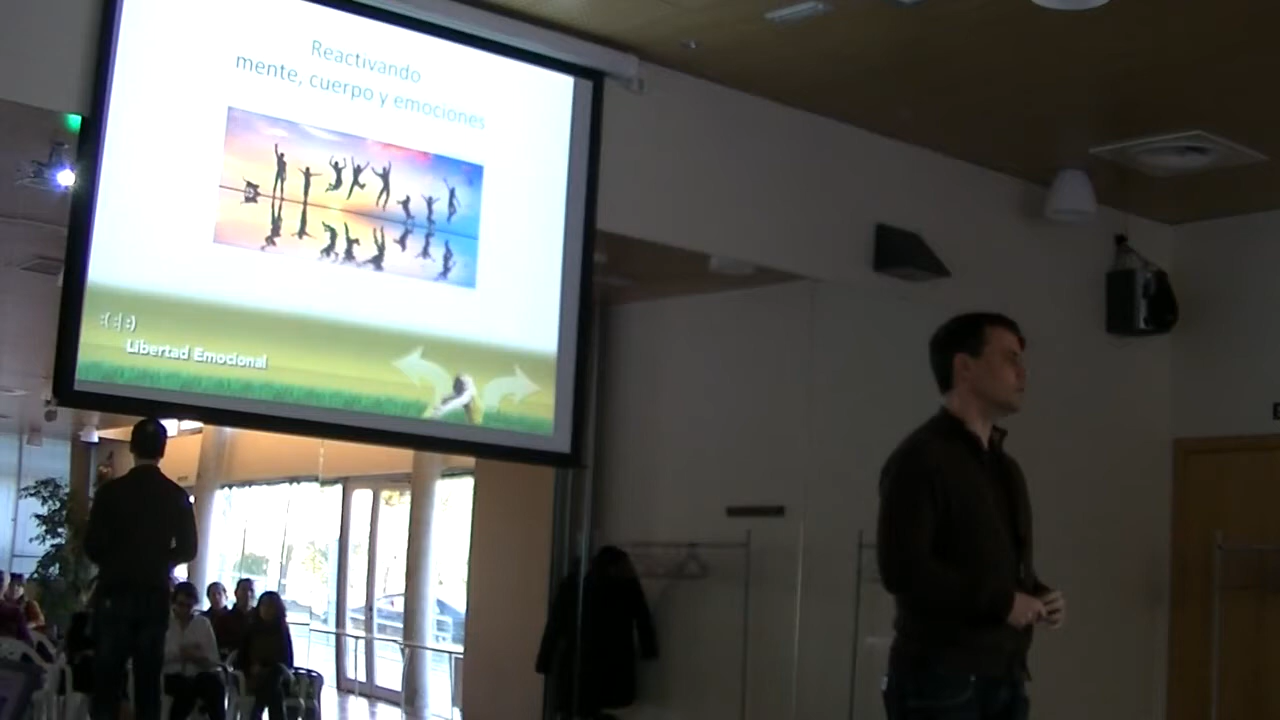 Reactivando
mente, cuerpo y emociones
:( :| :)
Libertad Emocional